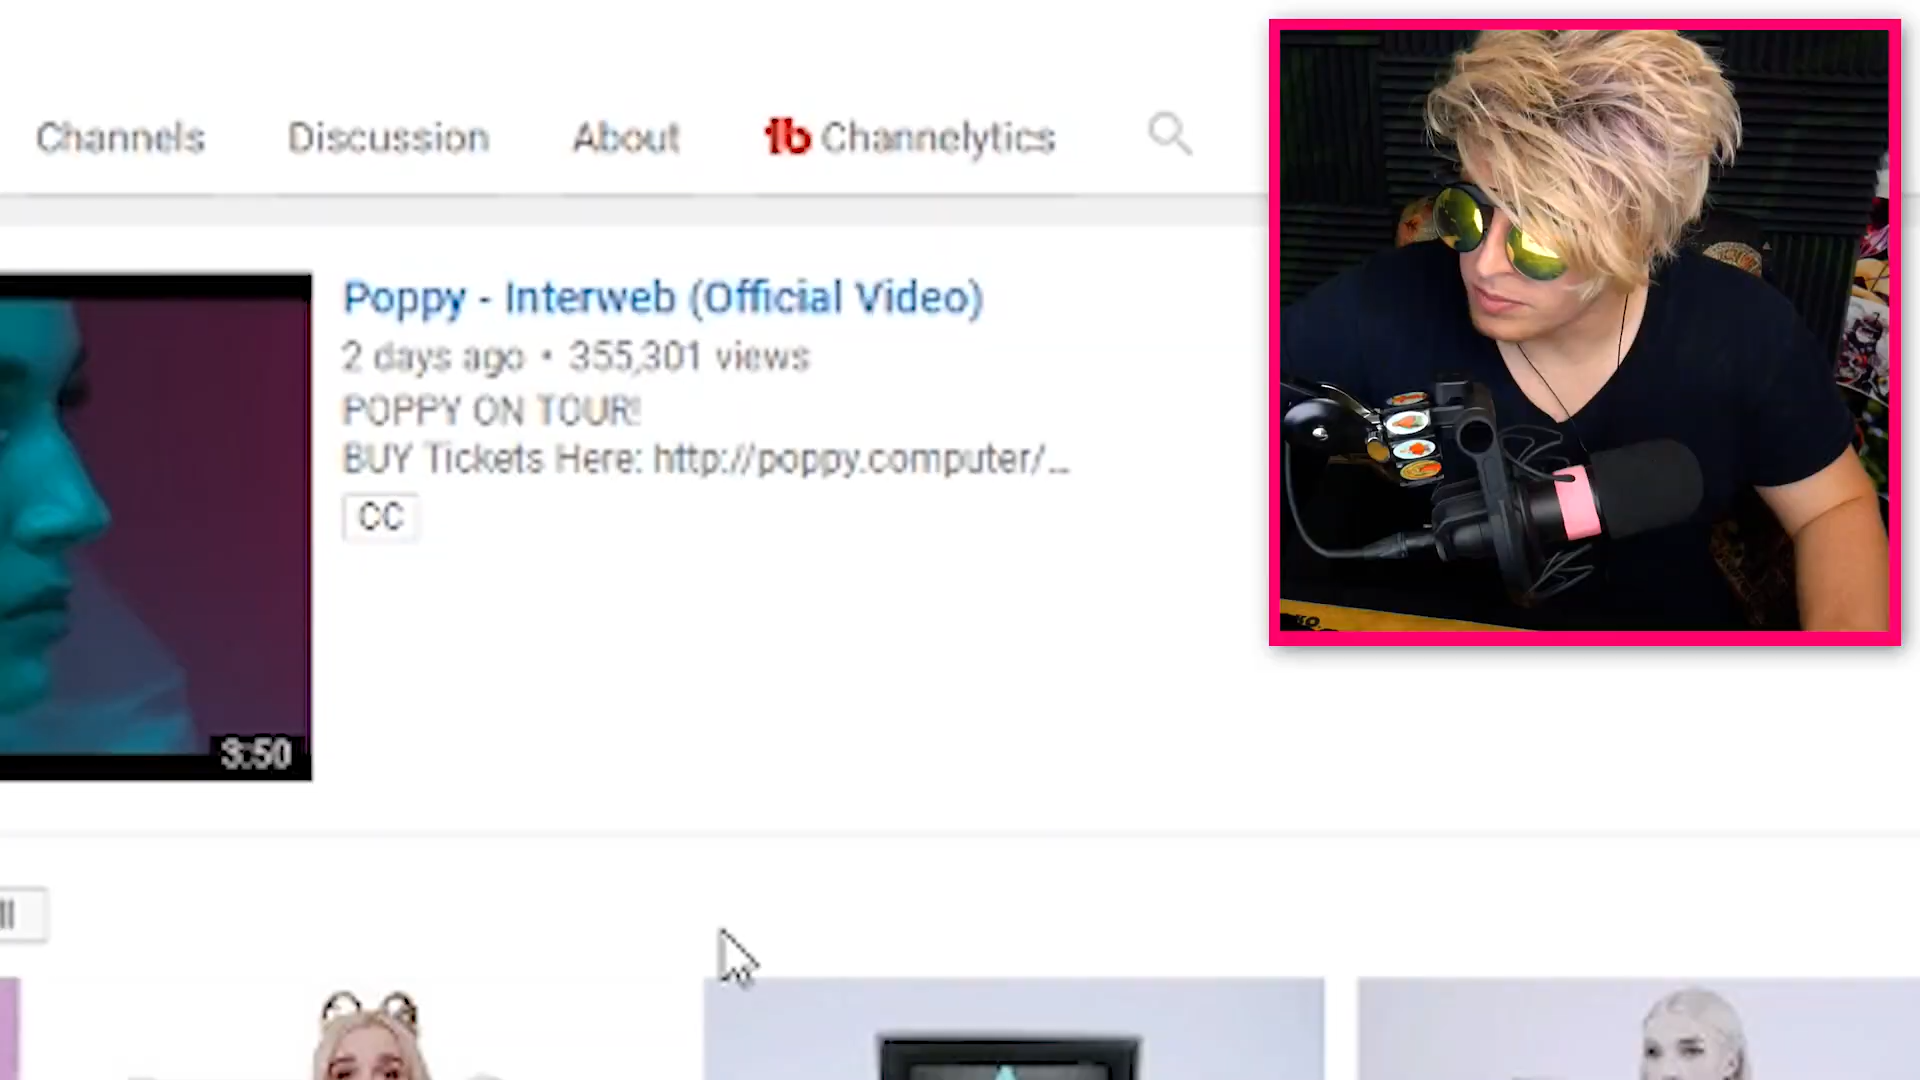 Channels Discussion About Channelytics
Poppy - Interweb (Official Video)
2 days ago • 355,301 views
POPPY ON TOUR!
BUY Tickets Here: http://poppy.computer/...
CC
3:50